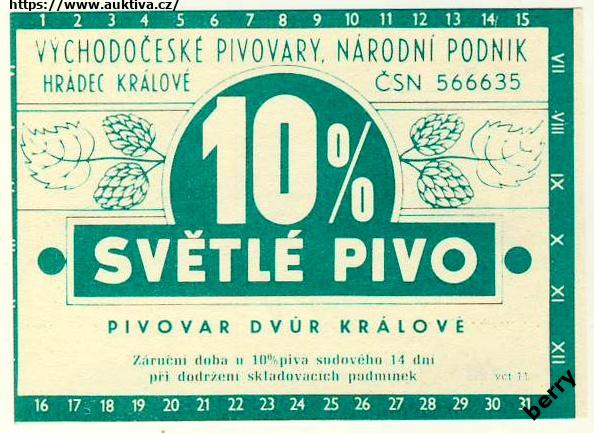 https://www.auktiva.cz/
1 2 3 4 5 6 7 8 9 10 11 12 13 14 15
VÝCHODOČESKÉ PIVOVARY, NÁRODNÍ PODNIK
HRADEC KRÁLOVÉ ČSN 566635
10%
SVĚTLÉ PIVO
PIVOVAR DVŮR KRÁLOVÉ
Záruční doba u 10%piva sudového 14 dní
při dodržení skladovacích podmínek
VII
VIII
IX
X
XI
XII
16 17 18 19 20 21 22 23 24 25 26 27 28 29 30 31
berry